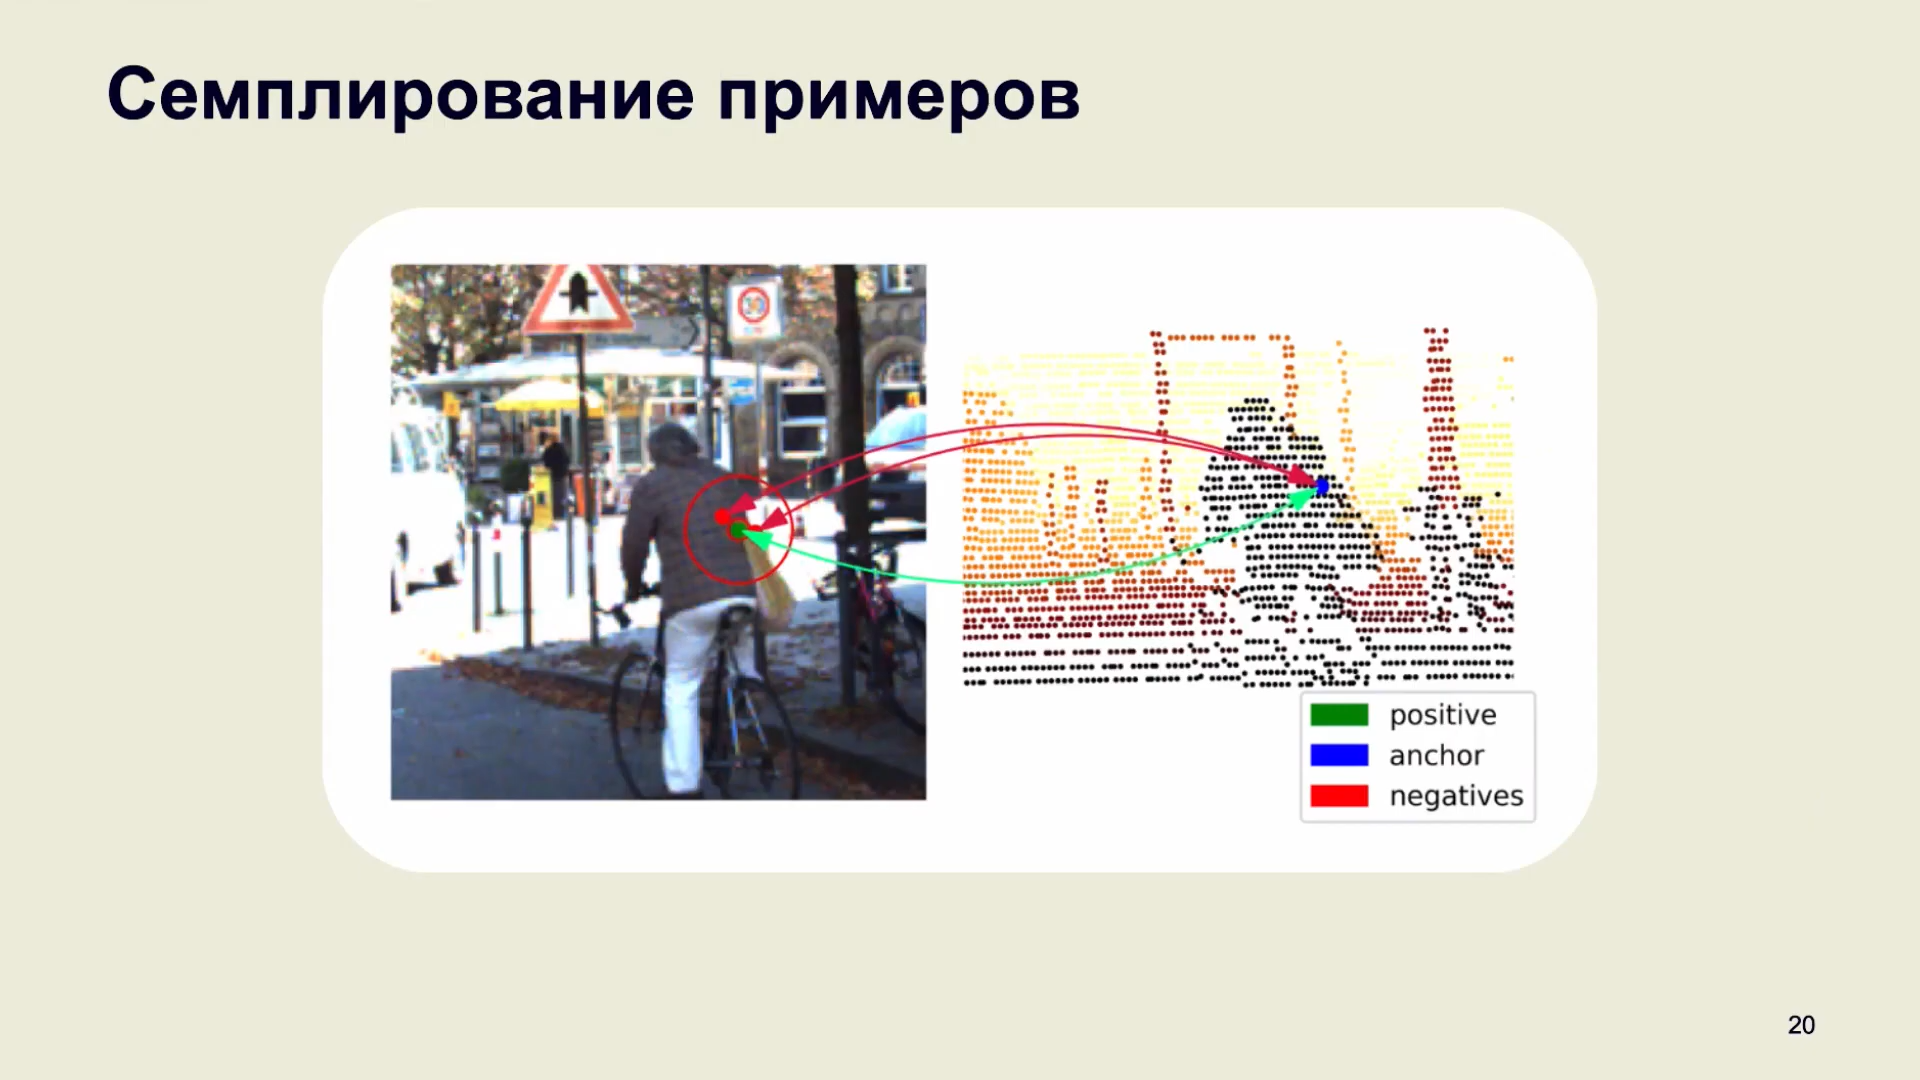 Семплирование примеров
positive
anchor
negatives
20